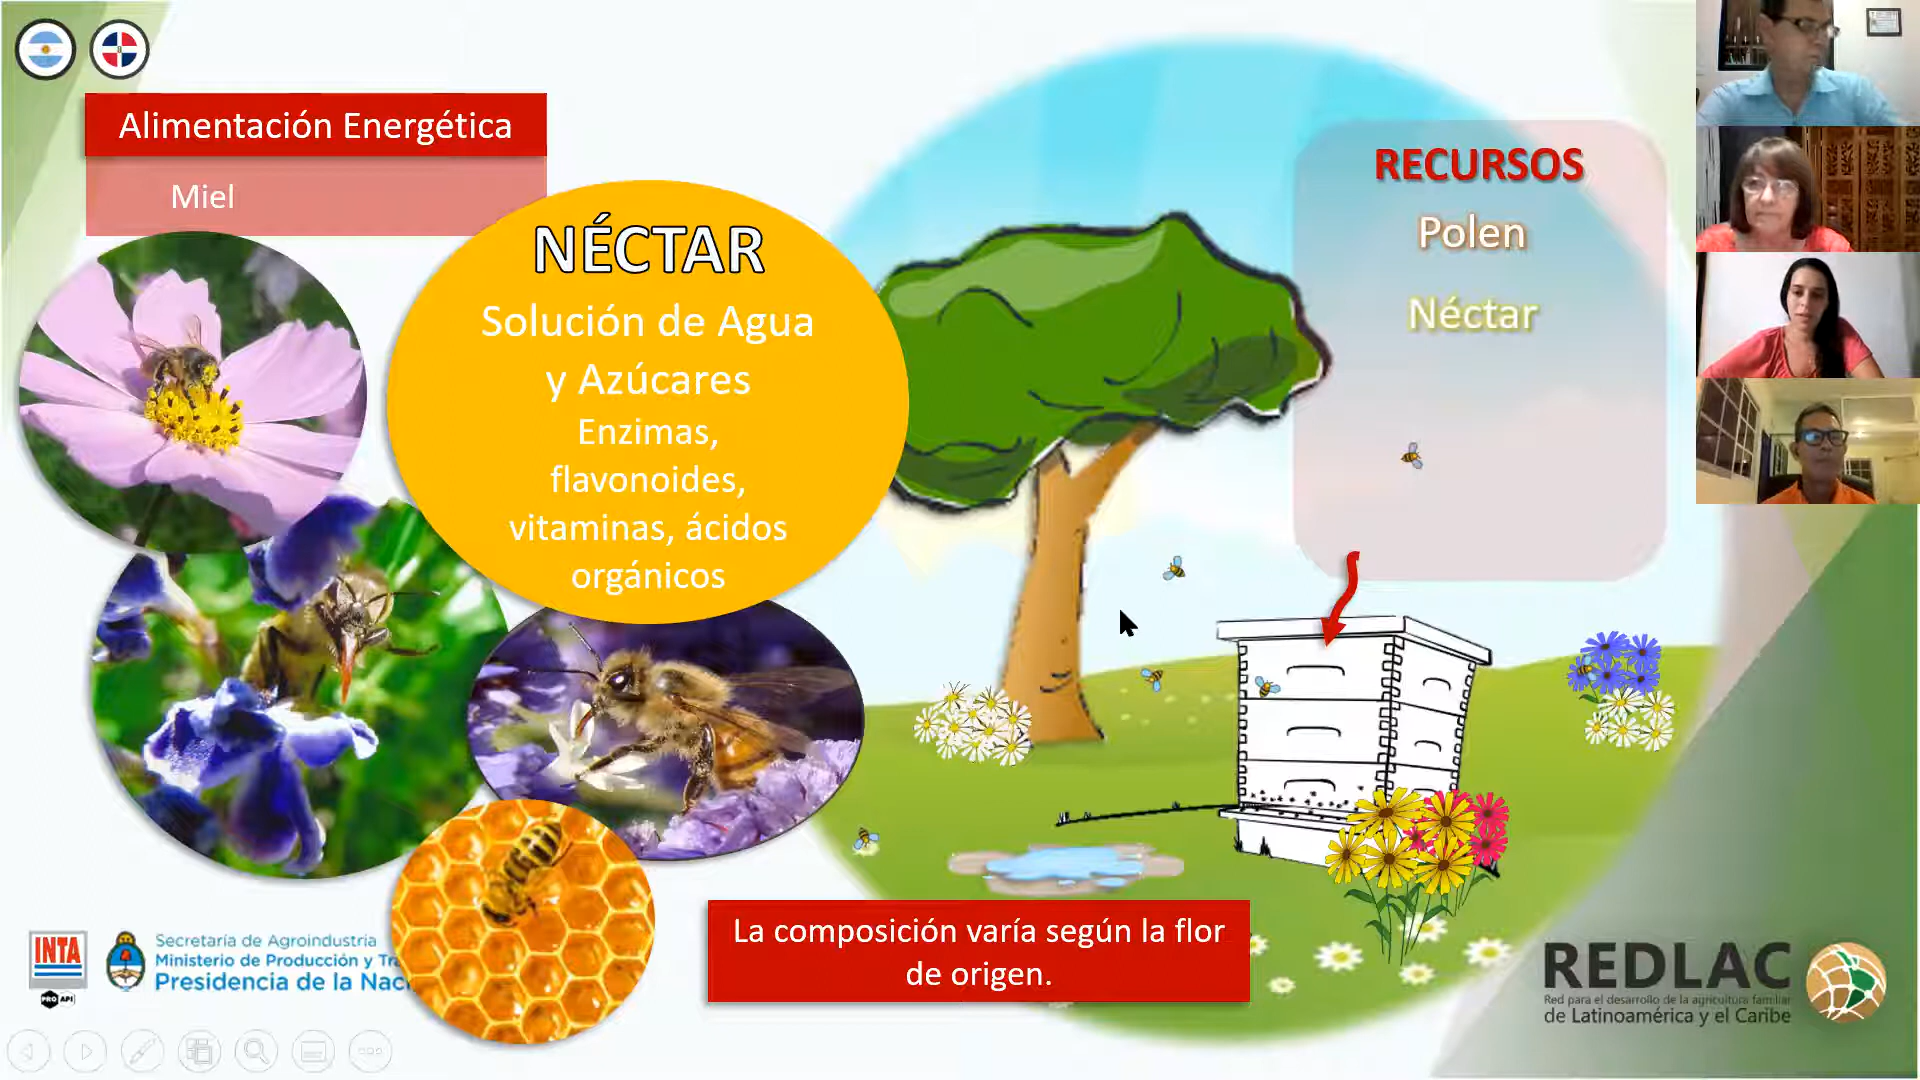 Alimentación Energética
Miel
NÉCTAR
Solución de Agua
y Azúcares
Enzimas,
flavonoides,
vitaminas, ácidos
orgánicos
RECURSOS
Polen
Néctar
La composición varía según la flor
de origen.
INTA
PRO API
Secretaría de Agroindustria
Ministerio de Producción y Tr
Presidencia de la Nac
REDLAC
Red para el desarrollo de la agricultura familiar
de Latinoamérica y el Caribe